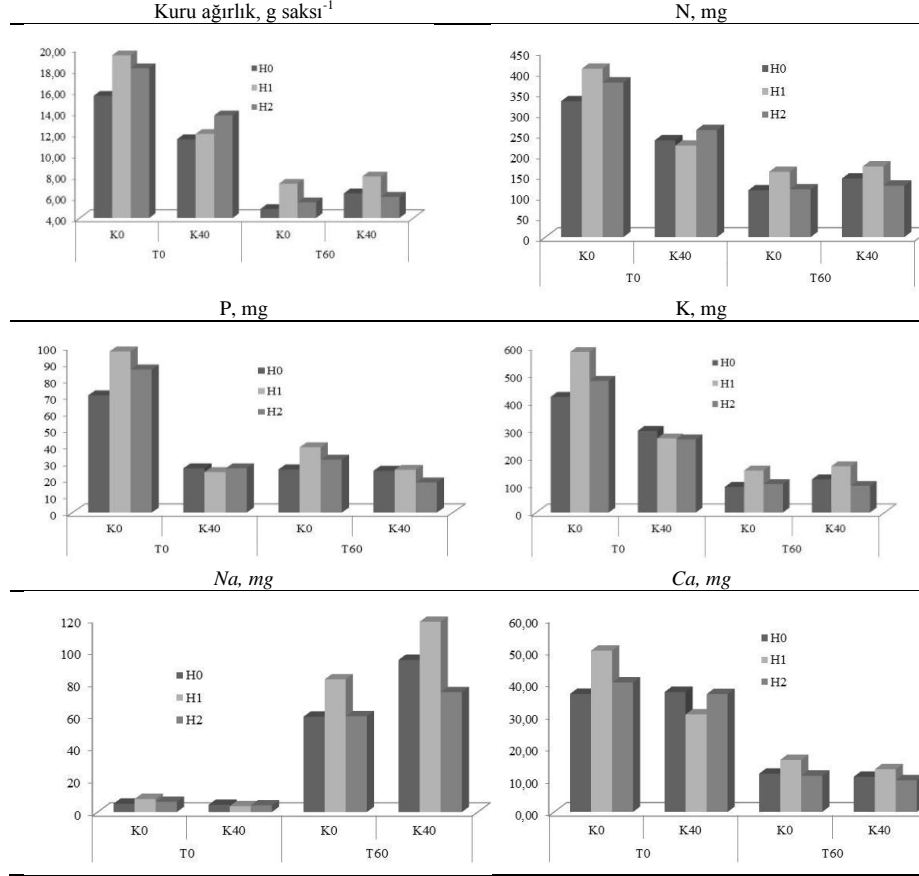 Kuru ağırlık, g saksı-1
N, mg
20,00
18,00
16,00
14,00
12,00
10,00
8,00
6,00
4,00
H0
H1
H2
K0
K40
K0
K40
T0
T60
450
400
350
300
250
200
150
100
50
0
H0
H1
H2
K0
K40
K0
K40
T0
T60
P, mg
K, mg
100
90
80
70
60
50
40
30
20
10
0
H0
H1
H2
K0
K40
K0
K40
T0
T60
600
500
400
300
200
100
0
H0
H1
H2
K0
K40
K0
K40
T0
T60
Na, mg
Ca, mg
120
100
80
60
40
20
0
H0
H1
H2
K0
K40
K0
K40
T0
T60
60,00
50,00
40,00
30,00
20,00
10,00
0,00
H0
H1
H2
K0
K40
K0
K40
T0
T60